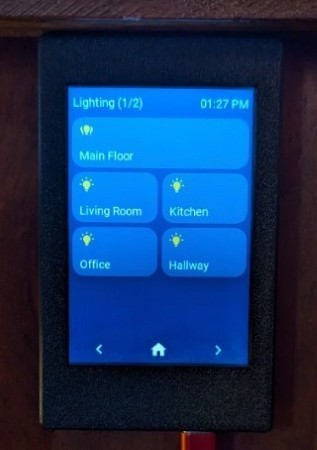 Lighting (1/2) 01:27 PM
Main Floor
Living Room Kitchen
Office Hallway